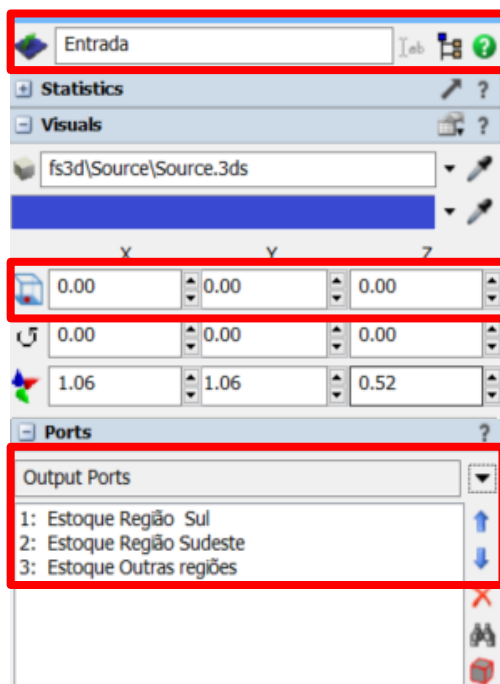 Entrada
Statistics ?
Visuals ?
fs3d\Source\Source.3ds
X Y Z
0.00 0.00 0.00
0.00 0.00 0.00
1.06 1.06 0.52
Ports ?
Output Ports
1: Estoque Região  Sul
2: Estoque Região Sudeste
3: Estoque Outras regiões